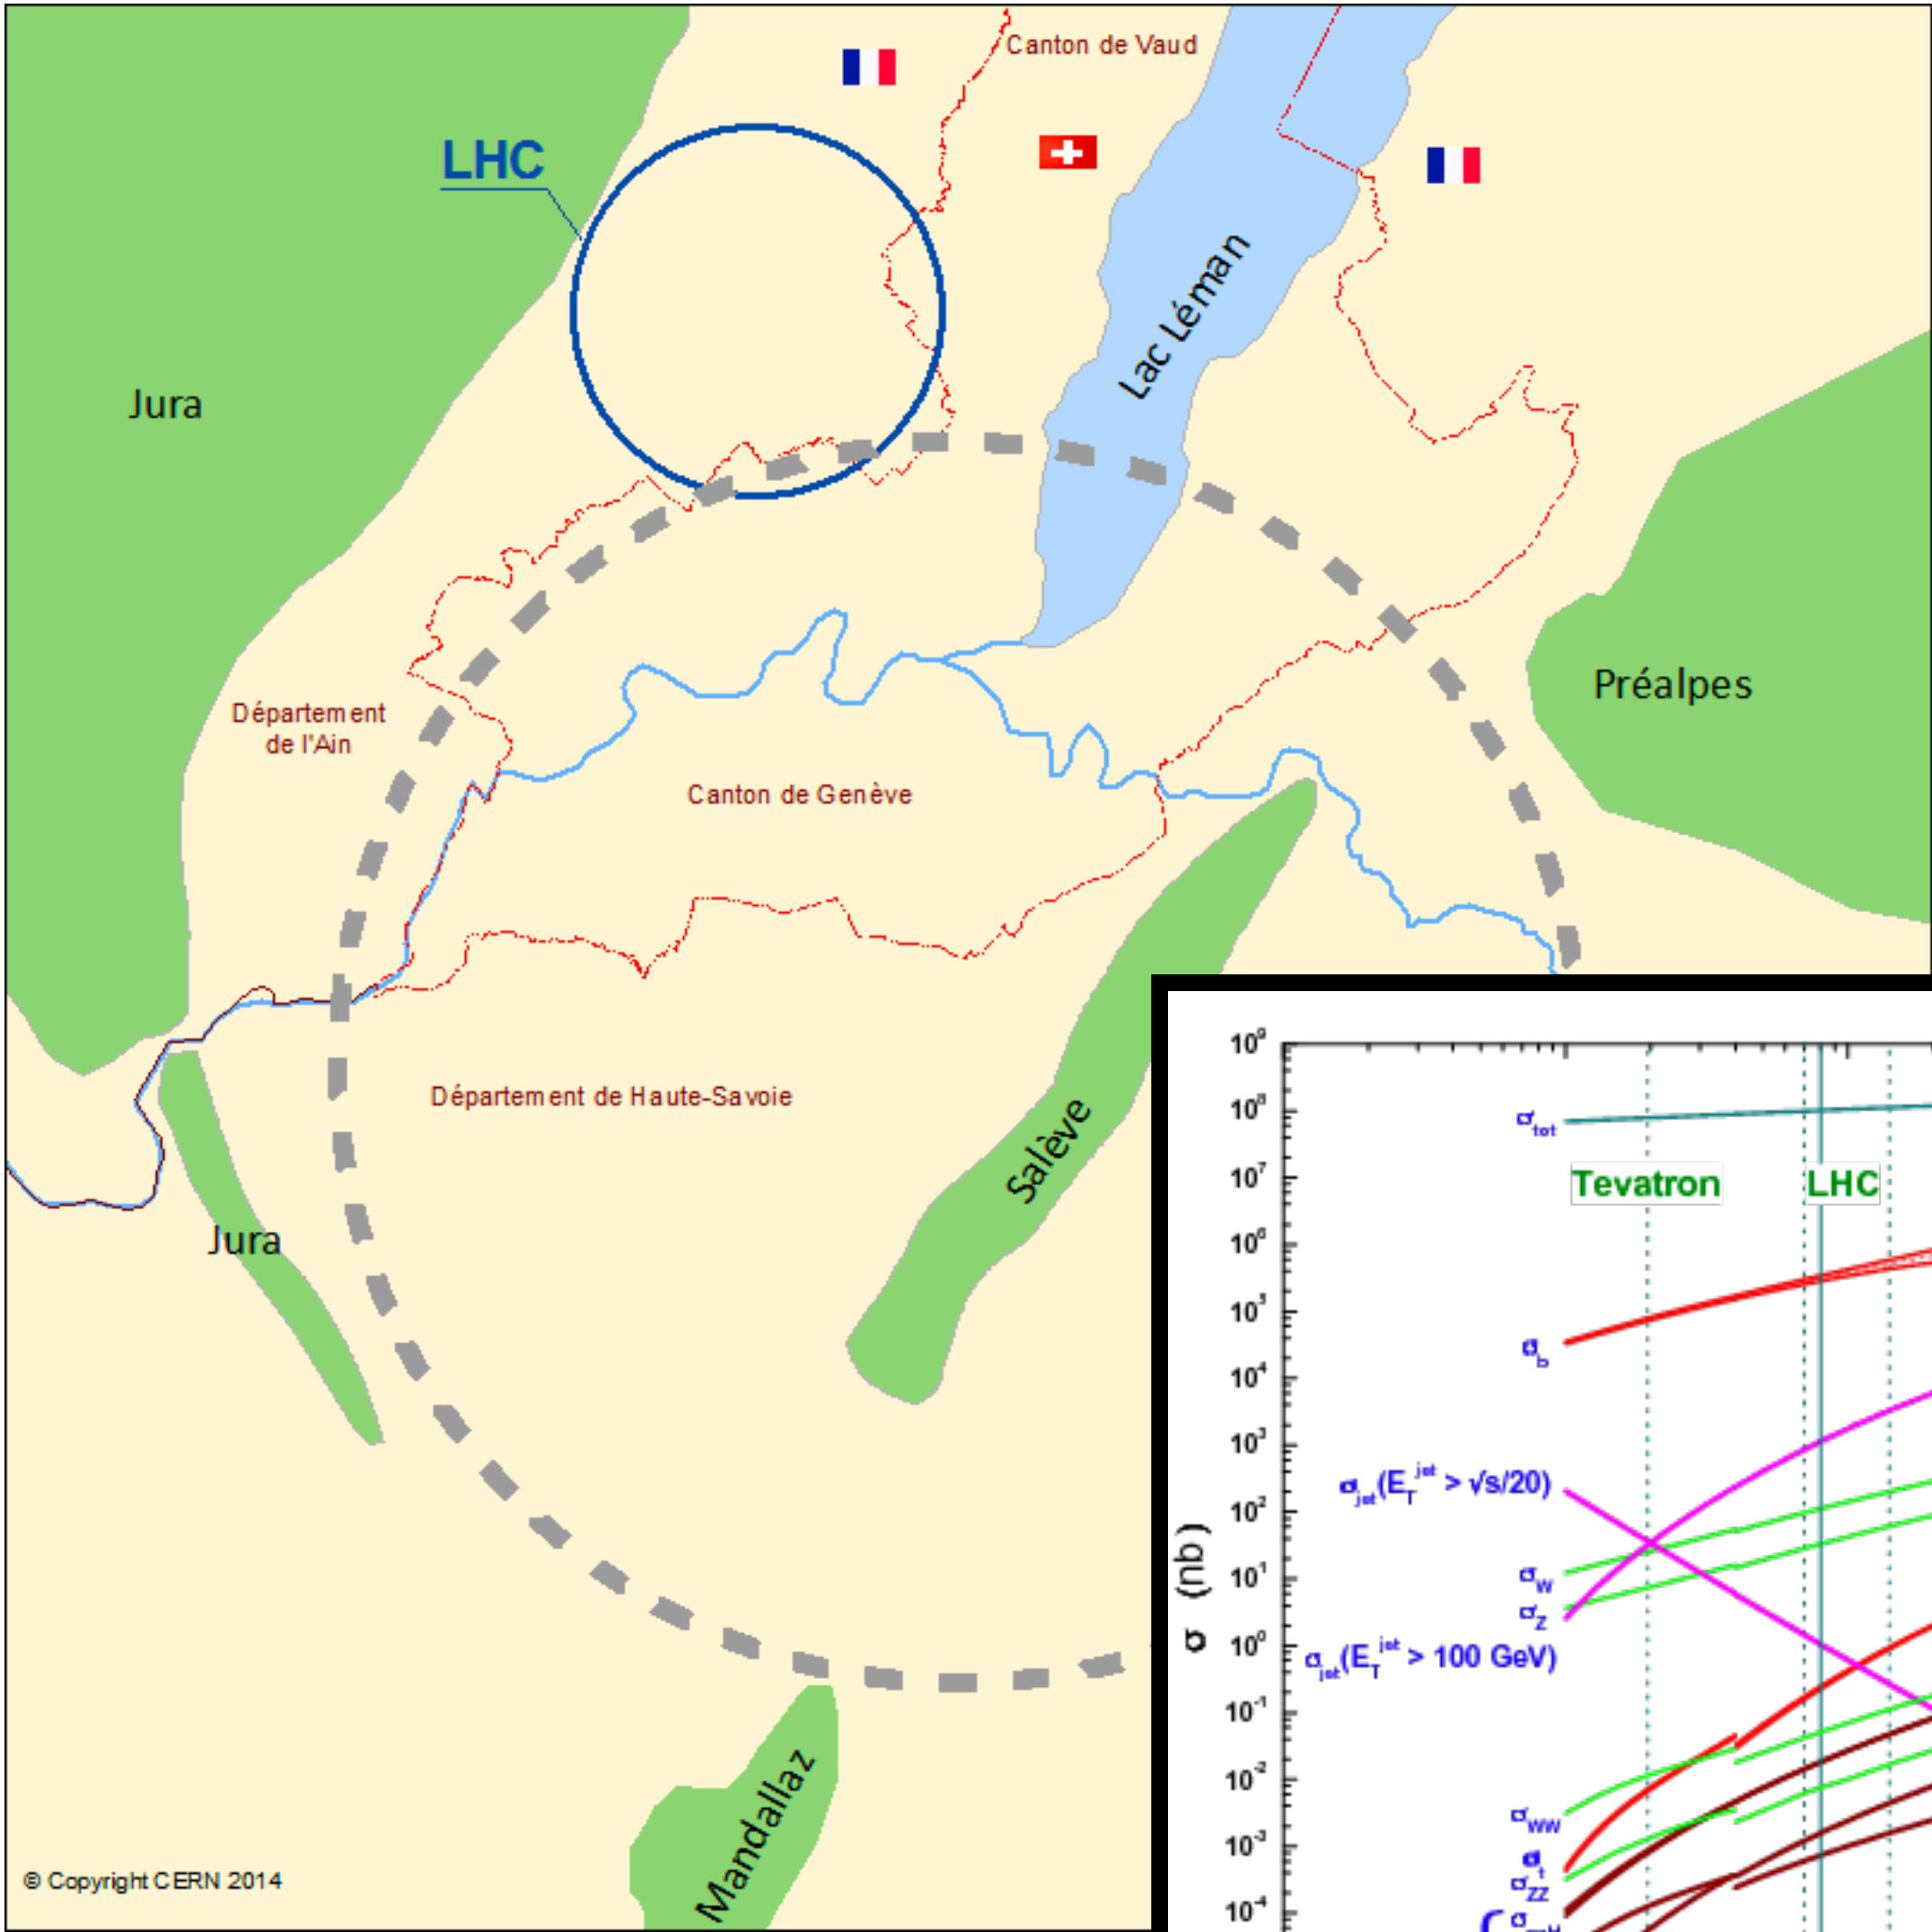 Canton de Vaud
LHC
Lac Léman
Jura
Préalpes
Département
de l'Ain
Canton de Genève
Département de Haute-Savoie
Salève
Jura
Mandallaz
© Copyright CERN 2014
10⁹
10⁸
σtot
10⁷
Tevatron
LHC
10⁶
10⁵
σb
10⁴
10³
σjet(ETjet > √s/20)
10²
σ (nb)
10¹
σW
σZ
10⁰
σjet(ETjet > 100 GeV)
10⁻¹
10⁻²
σWW
10⁻³
σt
σZZ
10⁻⁴